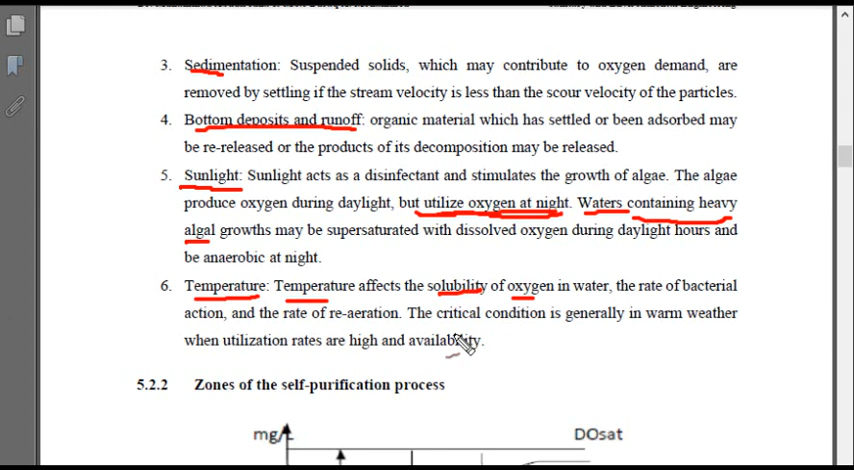 3. Sedimentation: Suspended solids, which may contribute to oxygen demand, are
removed by settling if the stream velocity is less than the scour velocity of the particles.
4. Bottom deposits and runoff: organic material which has settled or been adsorbed may
be re-released or the products of its decomposition may be released.
5. Sunlight: Sunlight acts as a disinfectant and stimulates the growth of algae. The algae
produce oxygen during daylight, but utilize oxygen at night. Waters containing heavy
algal growths may be supersaturated with dissolved oxygen during daylight hours and
be anaerobic at night.
6. Temperature: Temperature affects the solubility of oxygen in water, the rate of bacterial
action, and the rate of re-aeration. The critical condition is generally in warm weather
when utilization rates are high and availability.
5.2.2 Zones of the self-purification process
DOsat